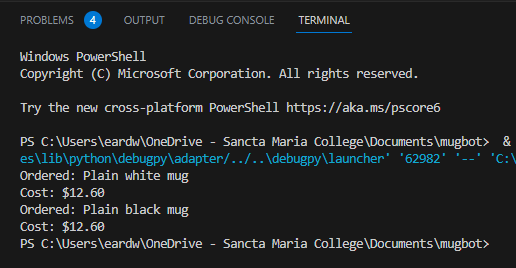 PROBLEMS 4 OUTPUT DEBUG CONSOLE TERMINAL
Windows PowerShell
Copyright (C) Microsoft Corporation. All rights reserved.
Try the new cross-platform PowerShell https://aka.ms/pscore6
PS C:\Users\eardw\OneDrive - Sancta Maria College\Documents\mugbot>  &
es\lib\python\debugpy\adapter/../..\debugpy\launcher' '62982' '--' 'C:\
Ordered: Plain white mug
Cost: $12.60
Ordered: Plain black mug
Cost: $12.60
PS C:\Users\eardw\OneDrive - Sancta Maria College\Documents\mugbot>